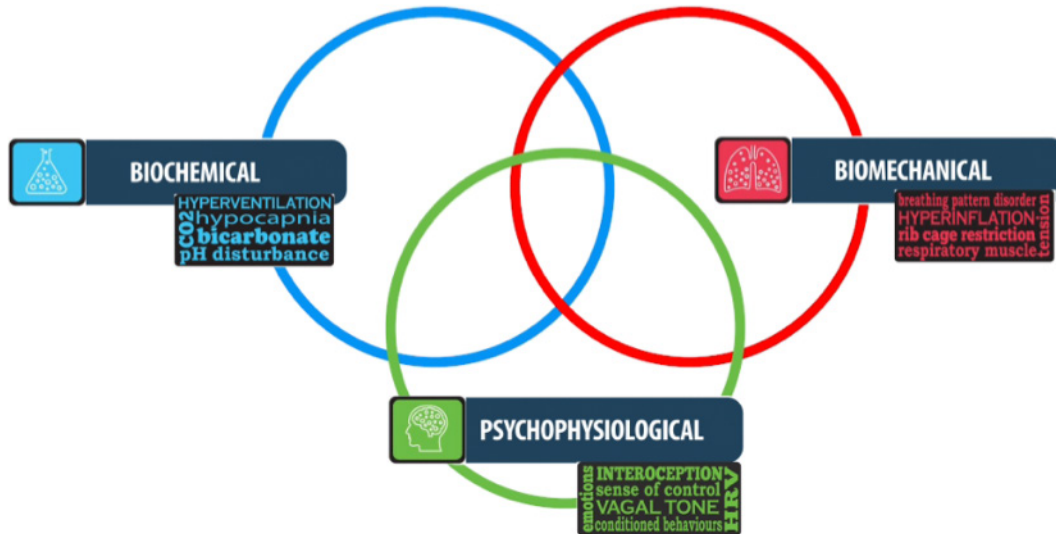 BIOCHEMICAL
HYPERVENTILATION
hypocapnia
CO2
bicarbonate
pH disturbance
BIOMECHANICAL
breathing pattern disorder
HYPERINFLATION
rib cage restriction
respiratory muscle
tension
PSYCHOPHYSIOLOGICAL
emotions
INTEROCEPTION
sense of control
VAGAL TONE
conditioned behaviours
HRV